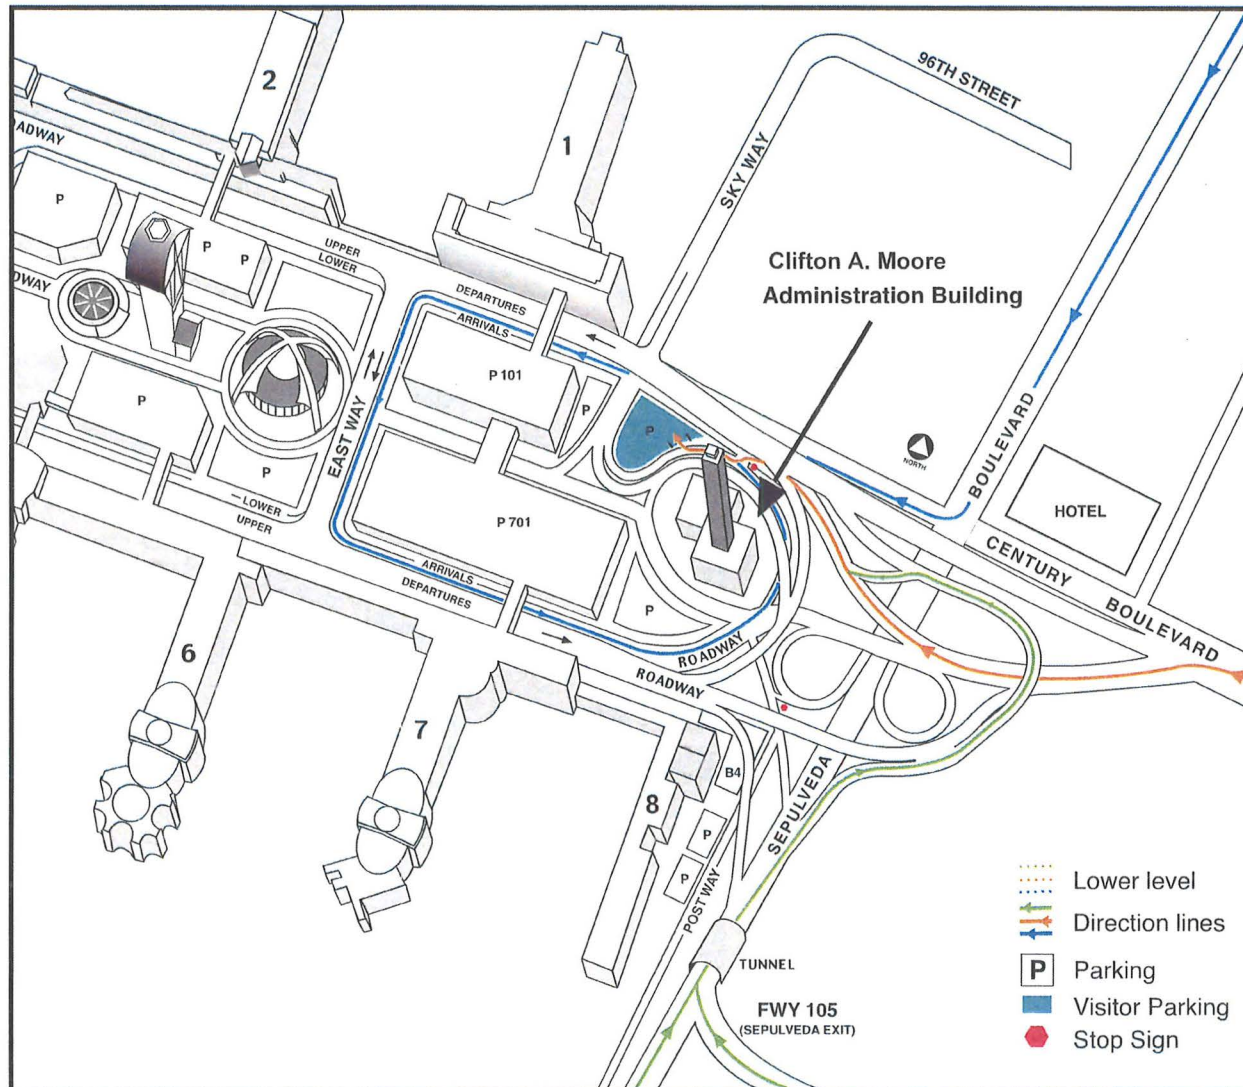 2
1
96TH STREET
SKY WAY
P
UPPER
LOWER
P
P
DEPARTURES
ARRIVALS
Clifton A. Moore
Administration Building
P 101
P
P
P
EAST WAY
P
NORTH
BOULEVARD
HOTEL
LOWER
UPPER
P 701
CENTURY
BOULEVARD
ARRIVALS
DEPARTURES
P
ROADWAY
ROADWAY
6
7
8
B4
P
P
SEPULVEDA
POST WAY
TUNNEL
FWY 105
(SEPULVEDA EXIT)
Lower level
Direction lines
P Parking
Visitor Parking
Stop Sign